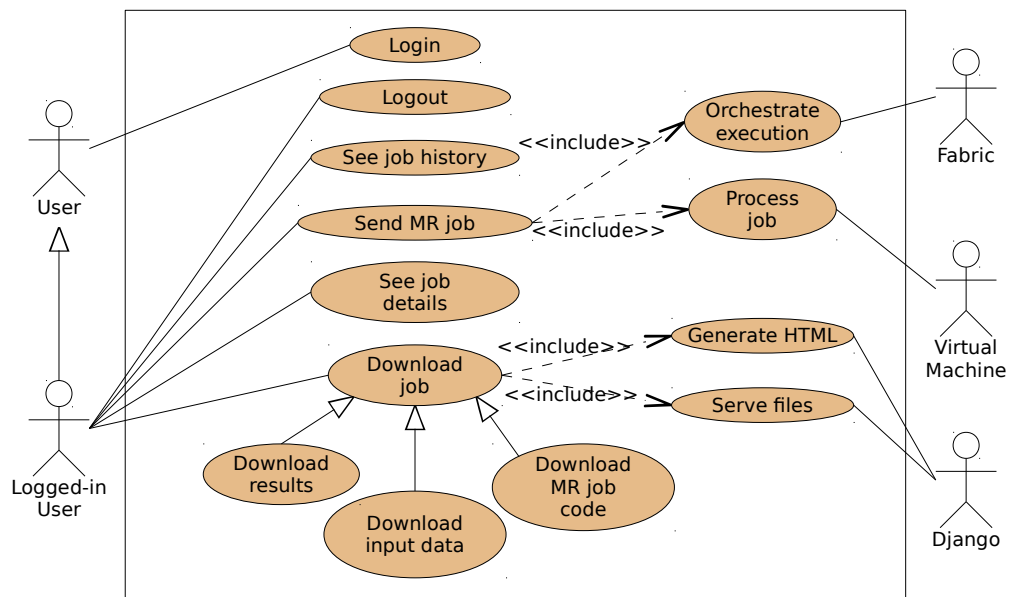 Login
Logout
Orchestrate
execution
<<include>>
See job history
Fabric
User
Process
job
Send MR job
<<include>>
See job
details
Generate HTML
<<include>>
Virtual
Machine
Download
job
<<include>>
Serve files
Download
results
Download
MR job
code
Logged-in
User
Download
input data
Django